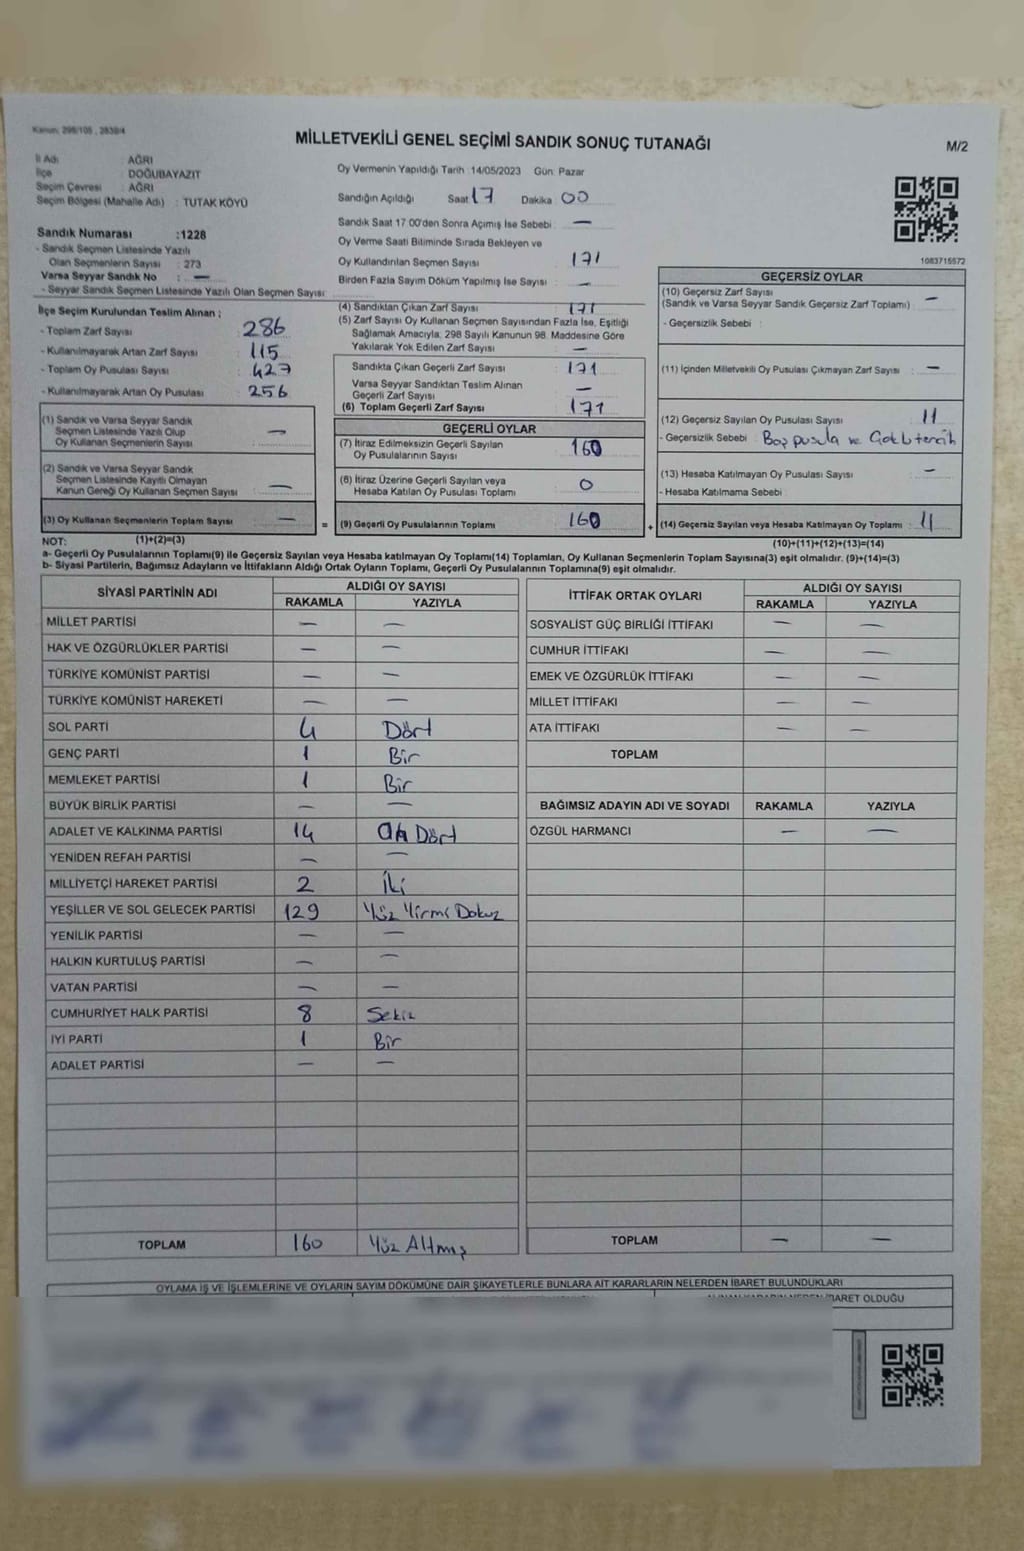 Kanun: 298/105 , 2839/4
MİLLETVEKİLİ GENEL SEÇİMİ SANDIK SONUÇ TUTANAĞI
M/2
İl Adı : AĞRI
İlçe : DOĞUBAYAZIT
Seçim Çevresi : AĞRI
Seçim Bölgesi (Mahalle Adı) : TUTAK KÖYÜ
Sandık Numarası :1228
- Sandık Seçmen Listesinde Yazılı
Olan Seçmenlerin Sayısı : 273
Varsa Seyyar Sandık No : —
- Seyyar Sandık Seçmen Listesinde Yazılı Olan Seçmen Sayısı :
Oy Vermenin Yapıldığı Tarih :14/05/2023 Gün: Pazar
Sandığın Açıldığı Saat 17 Dakika : 00
Sandık Saat 17:00'den Sonra Açılmış İse Sebebi : —
Oy Verme Saati Bitiminde Sırada Bekleyen ve
Oy Kullandırılan Seçmen Sayısı : 171
Birden Fazla Sayım Döküm Yapılmış İse Sayısı : —
1083715572
İlçe Seçim Kurulundan Teslim Alınan ;
- Toplam Zarf Sayısı : 286
- Kullanılmayarak Artan Zarf Sayısı : 115
- Toplam Oy Pusulası Sayısı : 427
- Kullanılmayarak Artan Oy Pusulası : 256
(1) Sandık ve Varsa Seyyar Sandık
Seçmen Listesinde Yazılı Olup
Oy Kullanan Seçmenlerin Sayısı : —
(2) Sandık ve Varsa Seyyar Sandık
Seçmen Listesinde Kayıtlı Olmayan
Kanun Gereği Oy Kullanan Seçmen Sayısı : —
(3) Oy Kullanan Seçmenlerin Toplam Sayısı : —
(1)+(2)=(3)
(4) Sandıktan Çıkan Zarf Sayısı : 171
(5) Zarf Sayısı Oy Kullanan Seçmen Sayısından Fazla İse, Eşitliği
Sağlamak Amacıyla, 298 Sayılı Kanunun 98. Maddesine Göre
Yakılarak Yok Edilen Zarf Sayısı : —
Sandıkta Çıkan Geçerli Zarf Sayısı : 171
Varsa Seyyar Sandıktan Teslim Alınan
Geçerli Zarf Sayısı : —
(6) Toplam Geçerli Zarf Sayısı : 171
GEÇERLİ OYLAR
(7) İtiraz Edilmeksizin Geçerli Sayılan
Oy Pusulalarının Sayısı : 160
(8) İtiraz Üzerine Geçerli Sayılan veya
Hesaba Katılan Oy Pusulası Toplamı : 0
= (9) Geçerli Oy Pusulalarının Toplamı : 160
GEÇERSİZ OYLAR
(10) Geçersiz Zarf Sayısı
(Sandık ve Varsa Seyyar Sandık Geçersiz Zarf Toplamı) : —
- Geçersizlik Sebebi :
(11) İçinden Milletvekili Oy Pusulası Çıkmayan Zarf Sayısı : —
(12) Geçersiz Sayılan Oy Pusulası Sayısı : 11
- Geçersizlik Sebebi : Boş pusula ve
(13) Hesaba Katılmayan Oy Pusulası Sayısı : —
- Hesaba Katılmama Sebebi :
+ (14) Geçersiz Sayılan veya Hesaba Katılmayan Oy Toplamı : 11
(10)+(11)+(12)+(13)=(14)
NOT:
a- Geçerli Oy Pusulalarının Toplamı(9) ile Geçersiz Sayılan veya Hesaba katılmayan Oy Toplamı(14) Toplamları, Oy Kullanan Seçmenlerin Toplam Sayısına(3) eşit olmalıdır. (9)+(14)=(3)
b- Siyasi Partilerin, Bağımsız Adayların ve İttifakların Aldığı Ortak Oyların Toplamı, Geçerli Oy Pusulalarının Toplamına(9) eşit olmalıdır.
SİYASİ PARTİNİN ADI ALDIĞI OY SAYISI
RAKAMLA YAZIYLA
MİLLET PARTİSİ — —
HAK VE ÖZGÜRLÜKLER PARTİSİ — —
TÜRKİYE KOMÜNİST PARTİSİ — —
TÜRKİYE KOMÜNİST HAREKETİ — —
SOL PARTİ 4 Dört
GENÇ PARTİ 1 Bir
MEMLEKET PARTİSİ 1 Bir
BÜYÜK BİRLİK PARTİSİ — —
ADALET VE KALKINMA PARTİSİ 14 On Dört
YENİDEN REFAH PARTİSİ — —
MİLLİYETÇİ HAREKET PARTİSİ 2 İki
YEŞİLLER VE SOL GELECEK PARTİSİ 129 Yüz Yirmi Dokuz
YENİLİK PARTİSİ — —
HALKIN KURTULUŞ PARTİSİ — —
VATAN PARTİSİ — —
CUMHURİYET HALK PARTİSİ 8 Sekiz
İYİ PARTİ 1 Bir
ADALET PARTİSİ — —
TOPLAM 160 Yüz Altmış
İTTİFAK ORTAK OYLARI ALDIĞI OY SAYISI
RAKAMLA YAZIYLA
SOSYALİST GÜÇ BİRLİĞİ İTTİFAKI — —
CUMHUR İTTİFAKI — —
EMEK VE ÖZGÜRLÜK İTTİFAKI — —
MİLLET İTTİFAKI — —
ATA İTTİFAKI — —
TOPLAM
BAĞIMSIZ ADAYIN ADI VE SOYADI RAKAMLA YAZIYLA
ÖZGÜL HARMANCI — —
TOPLAM — —
OYLAMA İŞ VE İŞLEMLERİNE VE OYLARIN SAYIM DÖKÜMÜNE DAİR ŞİKAYETLERLE BUNLARA AİT KARARLARIN NELERDEN İBARET BULUNDUKLARI
İBARET OLDUĞU